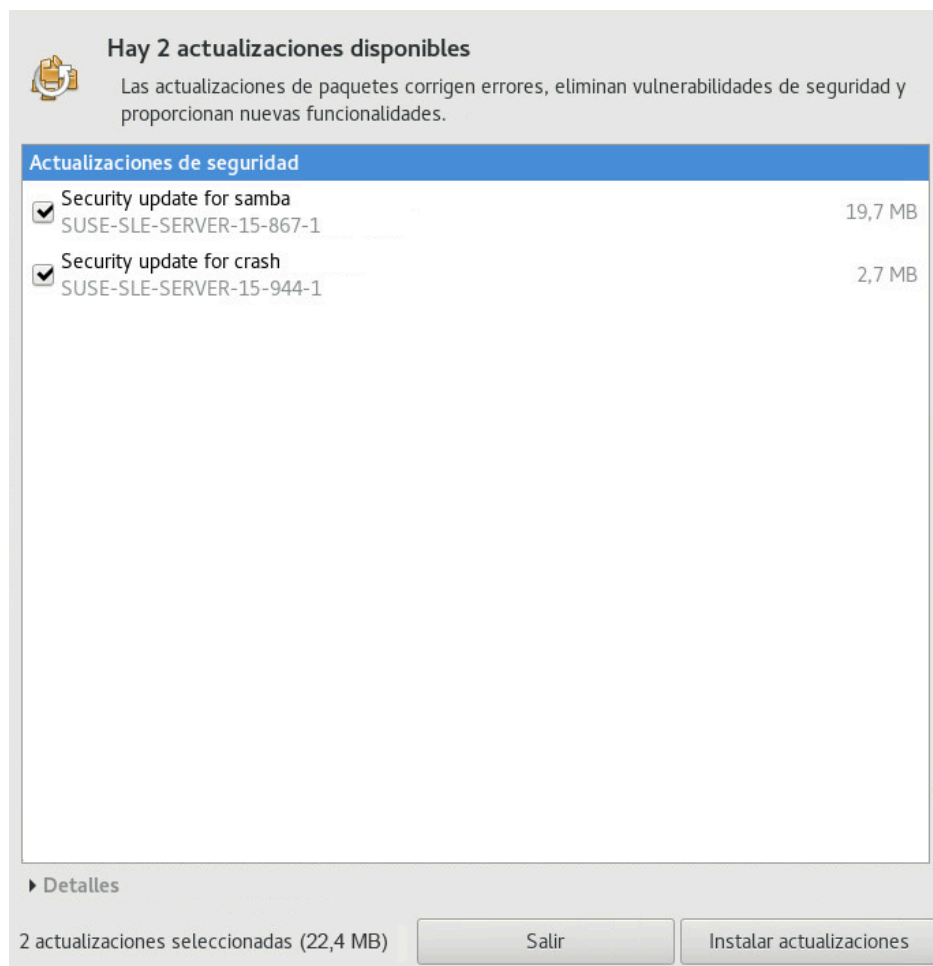 Hay 2 actualizaciones disponibles
Las actualizaciones de paquetes corrigen errores, eliminan vulnerabilidades de seguridad y
proporcionan nuevas funcionalidades.
Actualizaciones de seguridad
Security update for samba
SUSE-SLE-SERVER-15-867-1
19,7 MB
Security update for crash
SUSE-SLE-SERVER-15-944-1
2,7 MB
Detalles
2 actualizaciones seleccionadas (22,4 MB)
Salir
Instalar actualizaciones